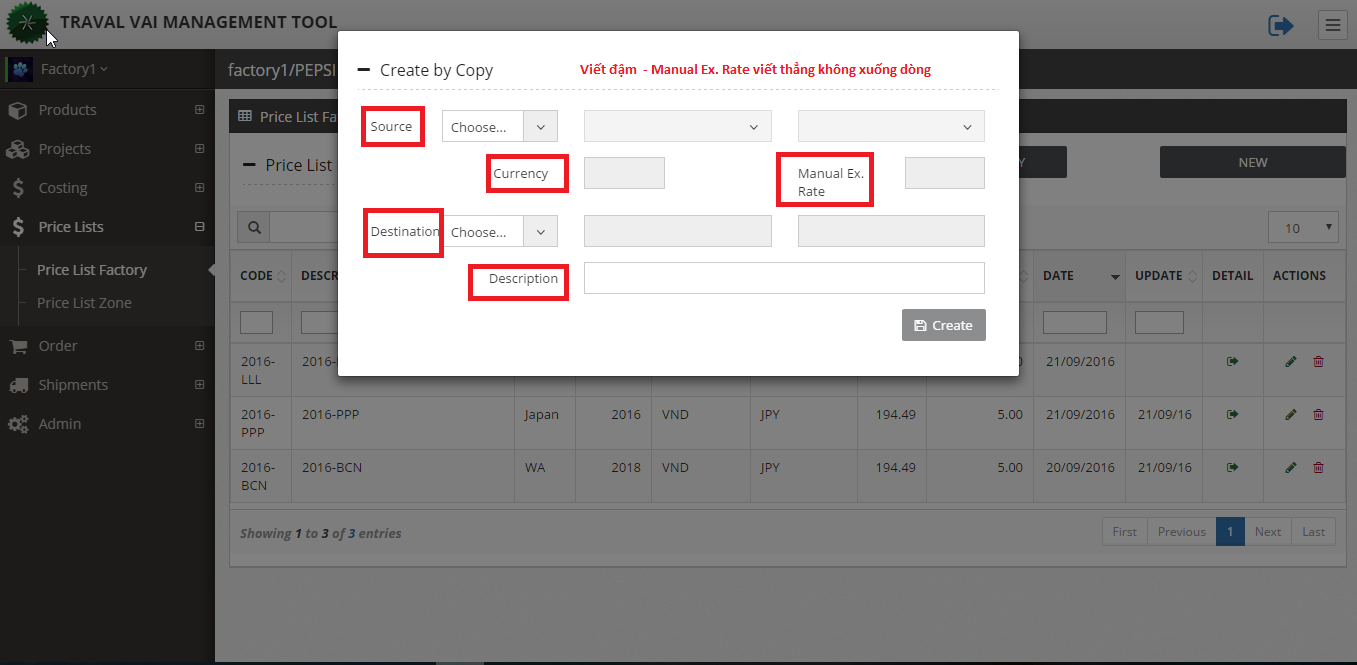 TRAVAL VAI MANAGEMENT TOOL
Factory1
factory1/PEPSI
Products
Projects
Costing
Price Lists
Price List Factory
Price List Zone
Order
Shipments
Admin
Create by Copy
Viết đậm - Manual Ex. Rate viết thẳng không xuống dòng
Source
Choose...
Currency
Manual Ex.
Rate
Destination
Choose...
Description
Create
Price List Fa
Price List
Y
NEW
10
CODE DESCR DATE UPDATE DETAIL ACTIONS
2016-
LLL
2016- 21/09/2016
2016-
PPP
2016-PPP Japan 2016 VND JPY 194.49 5.00 21/09/2016 21/09/16
2016-
BCN
2016-BCN WA 2018 VND JPY 194.49 5.00 20/09/2016 21/09/16
Showing 1 to 3 of 3 entries
First Previous 1 Next Last